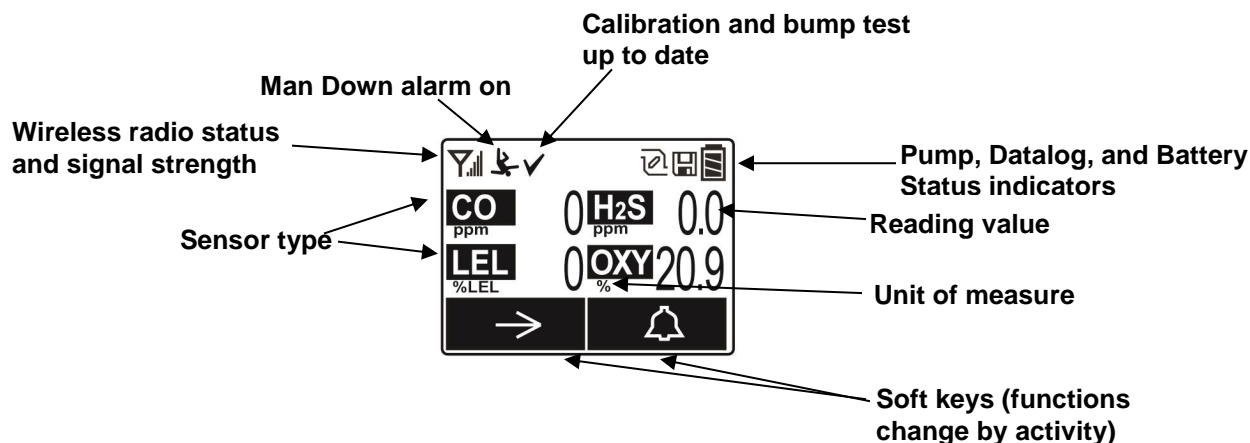 Calibration and bump test
up to date
Man Down alarm on
Wireless radio status
and signal strength
Pump, Datalog, and Battery
Status indicators
CO
ppm
0
H2S
ppm
0.0
Reading value
Sensor type
LEL
%LEL
0
OXY
%
20.9
Unit of measure
Soft keys (functions
change by activity)